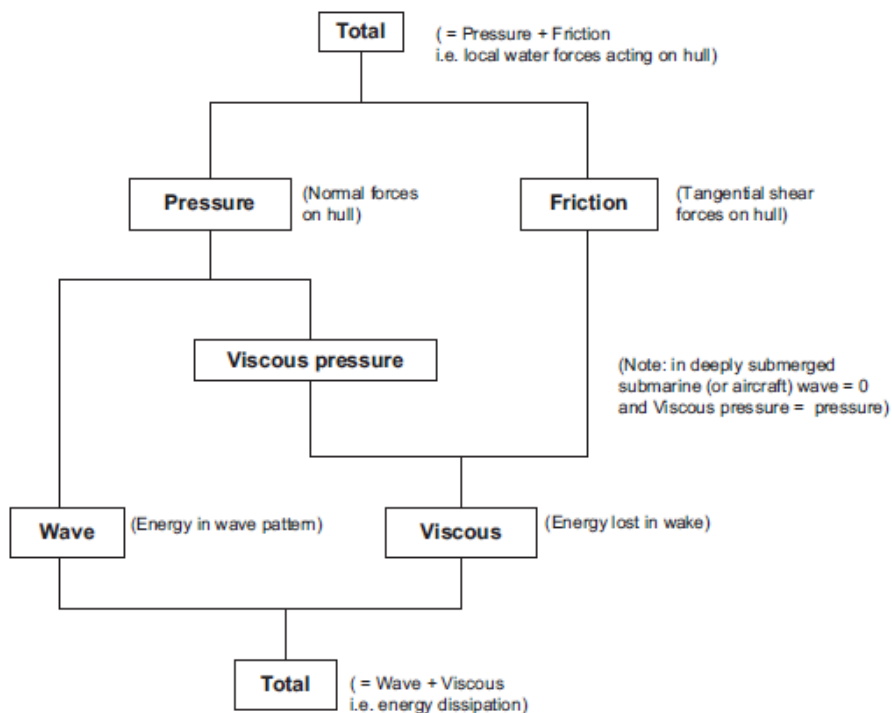 Total
( = Pressure + Friction
i.e. local water forces acting on hull)
Pressure
(Normal forces
on hull)
Friction
(Tangential shear
forces on hull)
Viscous pressure
(Note: in deeply submerged
submarine (or aircraft) wave = 0
and Viscous pressure = pressure)
Wave
(Energy in wave pattern)
Viscous
(Energy lost in wake)
Total
( = Wave + Viscous
i.e. energy dissipation)